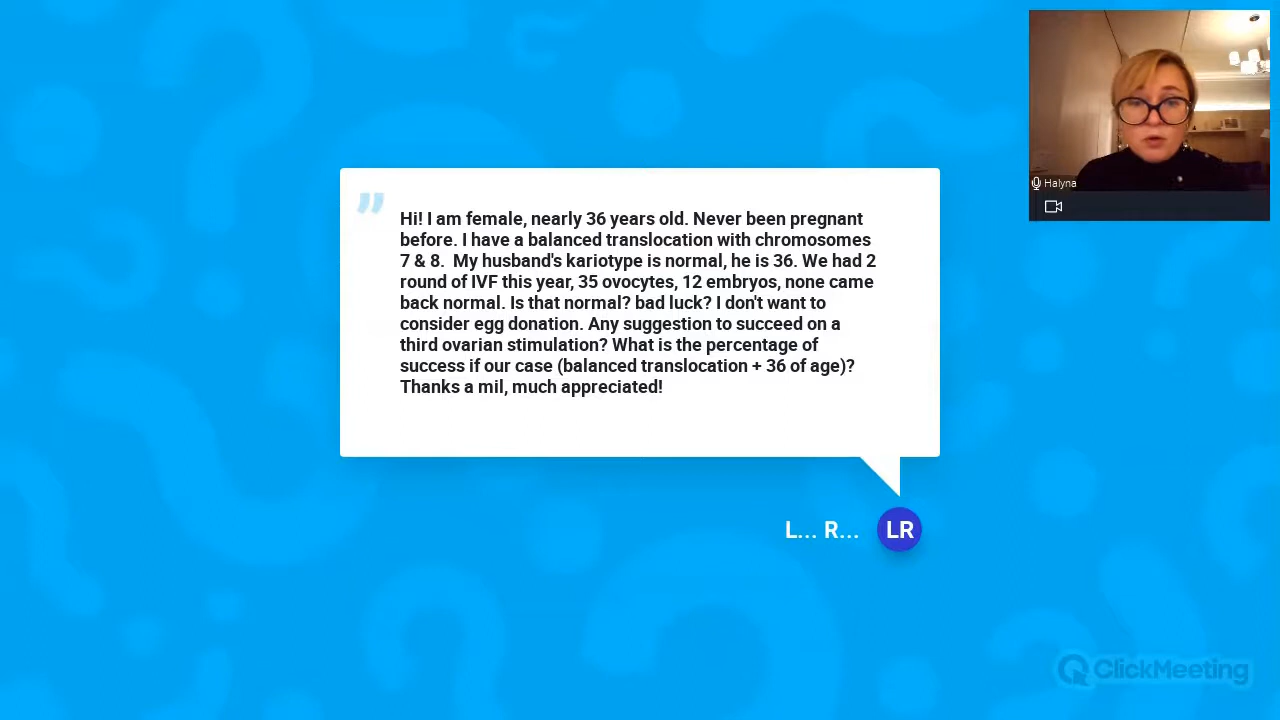 Halyna
"
Hi! I am female, nearly 36 years old. Never been pregnant
before. I have a balanced translocation with chromosomes
7 & 8.  My husband's kariotype is normal, he is 36. We had 2
round of IVF this year, 35 ovocytes, 12 embryos, none came
back normal. Is that normal? bad luck? I don't want to
consider egg donation. Any suggestion to succeed on a
third ovarian stimulation? What is the percentage of
success if our case (balanced translocation + 36 of age)?
Thanks a mil, much appreciated!
L... R... LR
ClickMeeting